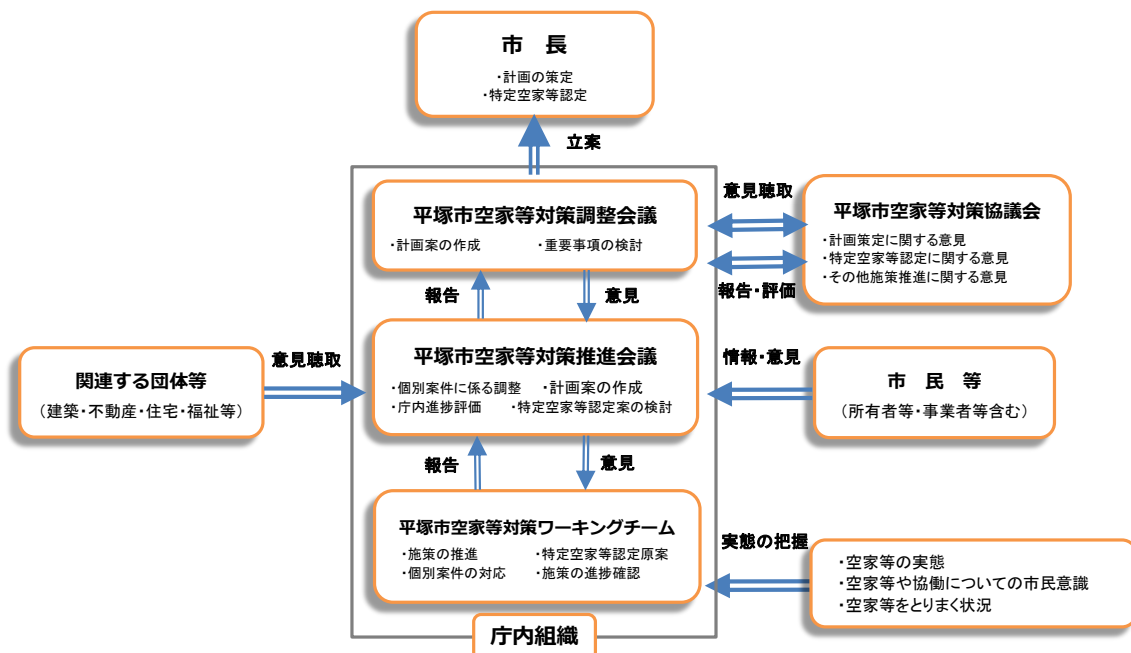 市　長
・計画の策定
・特定空家等認定
立案
平塚市空家等対策調整会議
・計画案の作成　・重要事項の検討
意見聴取
報告・評価
平塚市空家等対策協議会
・計画策定に関する意見
・特定空家等認定に関する意見
・その他施策推進に関する意見
報告
意見
関連する団体等
（建築・不動産・住宅・福祉等）
意見聴取
平塚市空家等対策推進会議
・個別案件に係る調整　・計画案の作成
・庁内進捗評価　・特定空家等認定案の検討
情報・意見
市　民　等
（所有者等・事業者等含む）
報告
意見
平塚市空家等対策ワーキングチーム
・施策の推進　・特定空家等認定原案
・個別案件の対応　・施策の進捗確認
実態の把握
・空家等の実態
・空家等や協働についての市民意識
・空家等をとりまく状況
庁内組織